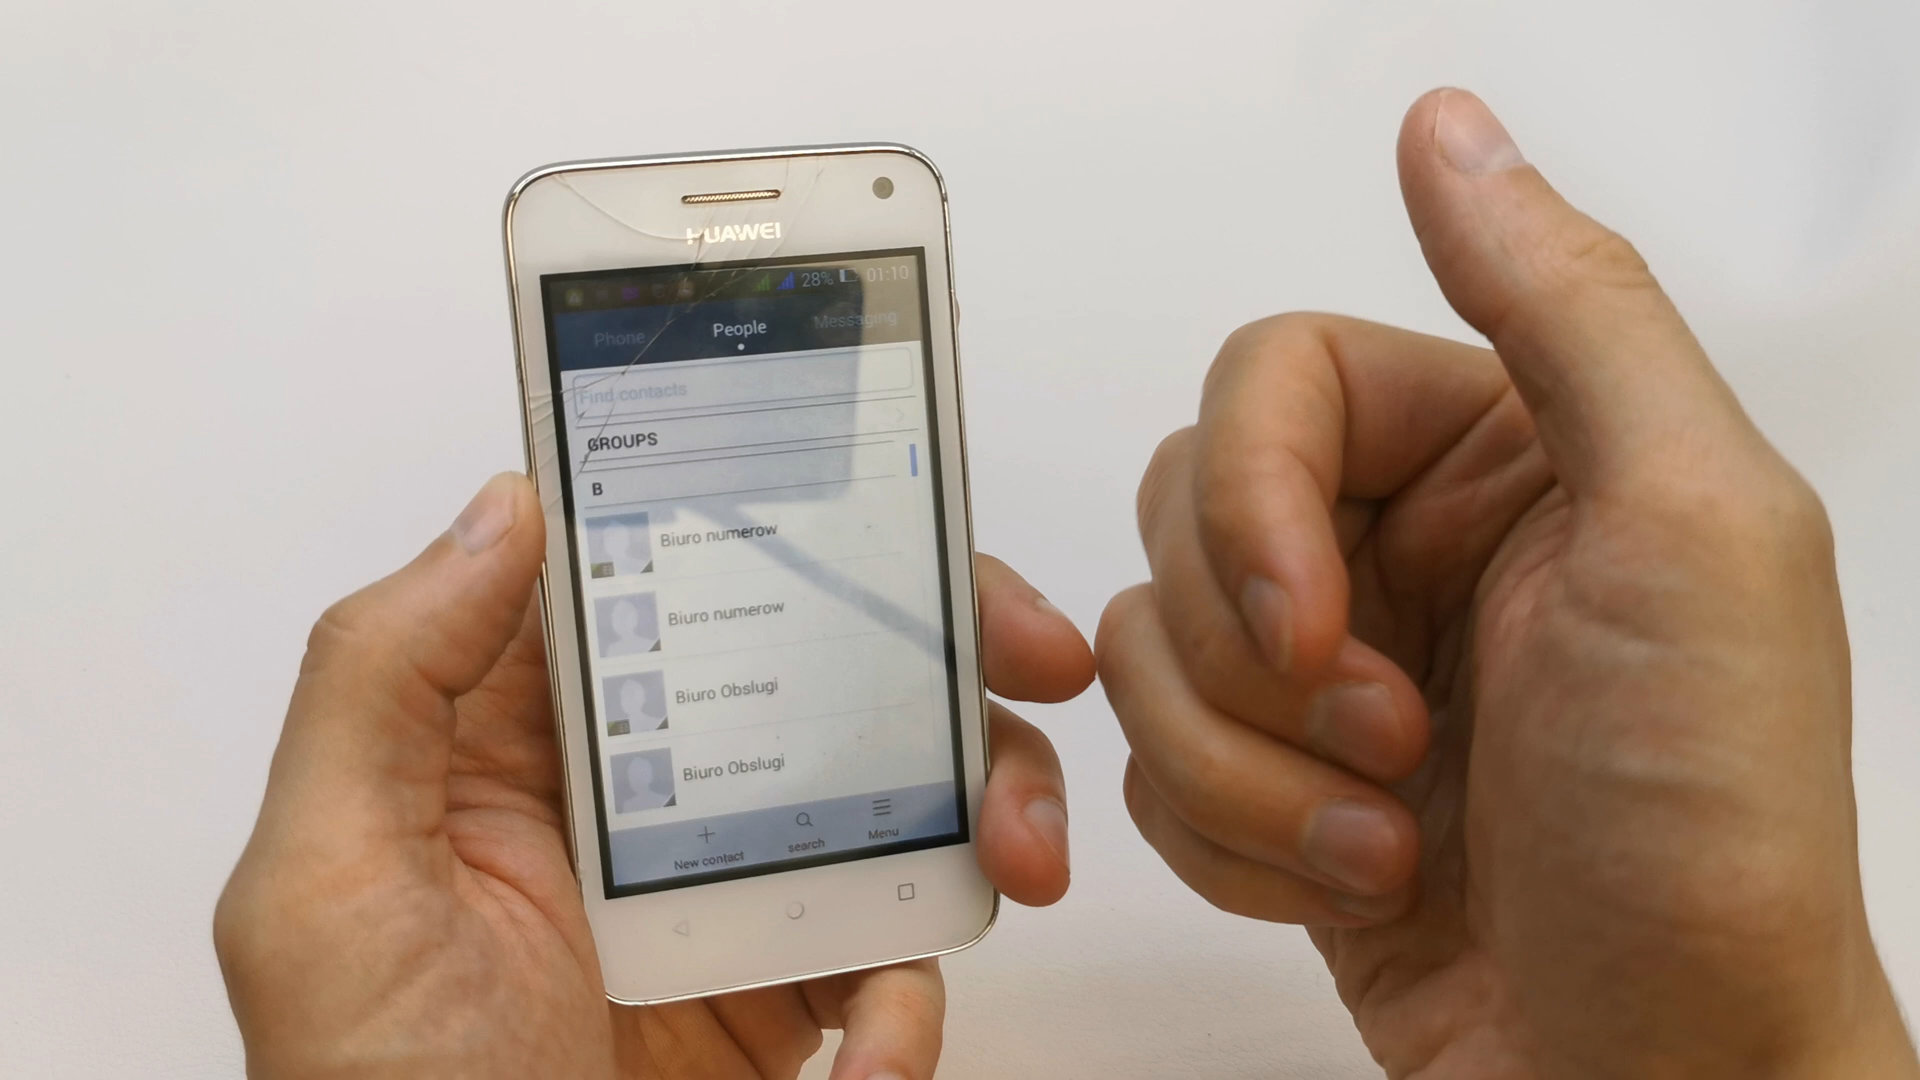 HUAWEI
28% 01:10
Phone People Messaging
Find contacts
GROUPS
B
Biuro numerow
Biuro numerow
Biuro Obslugi
Biuro Obslugi
New contact search Menu